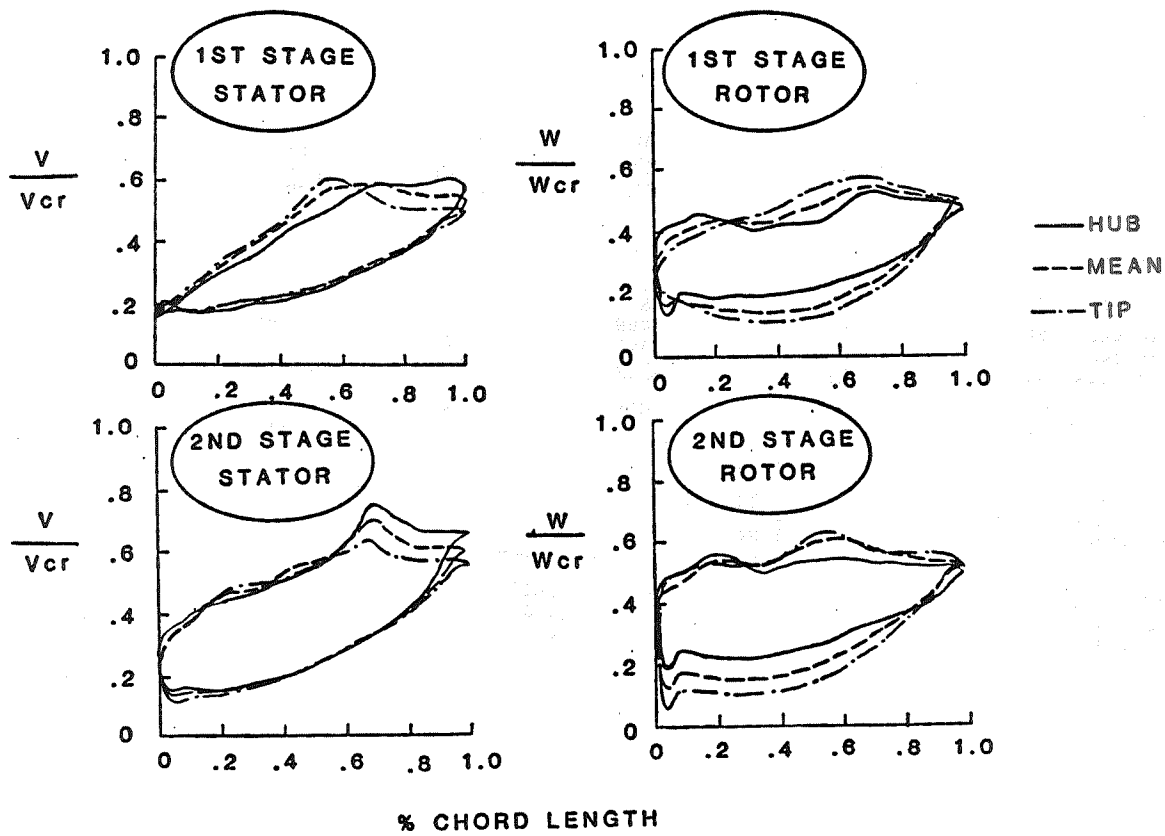 1ST STAGE
STATOR
V
Vcr
1.0
.8
.6
.4
.2
0
0 .2 .4 .6 .8 1.0
1ST STAGE
ROTOR
W
Wcr
1.0
.8
.6
.4
.2
0
0 .2 .4 .6 .8 1.0
HUB
MEAN
TIP
2ND STAGE
STATOR
V
Vcr
1.0
.8
.6
.4
.2
0
0 .2 .4 .6 .8 1.0
2ND STAGE
ROTOR
W
Wcr
1.0
.8
.6
.4
.2
0
0 .2 .4 .6 .8 1.0
% CHORD LENGTH